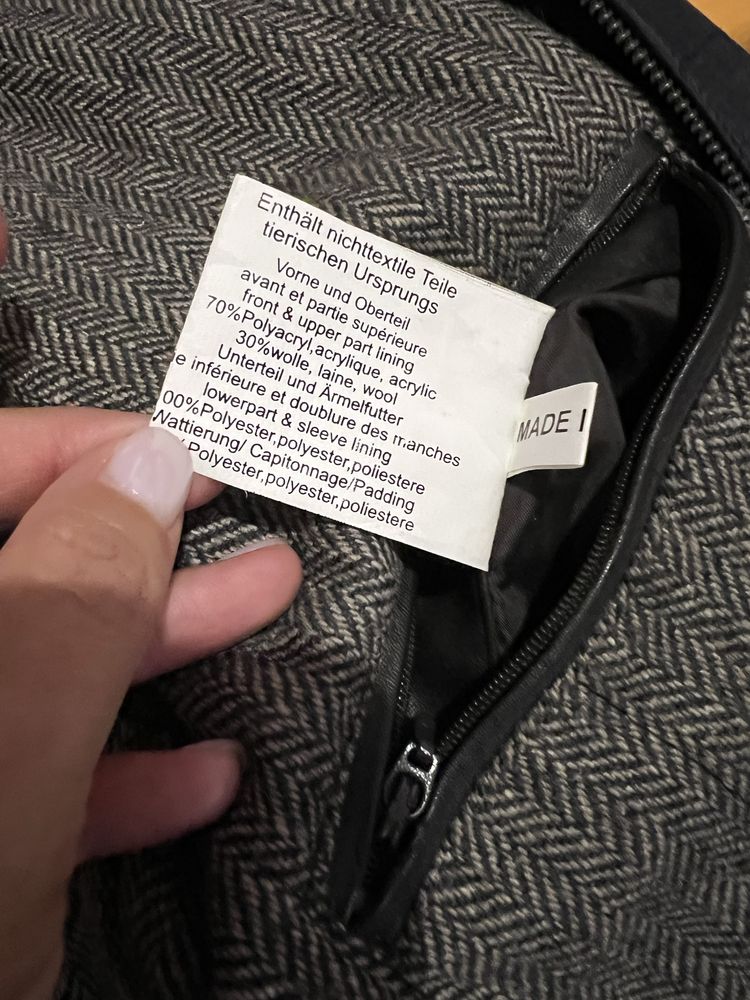 Enthält nichttextile Teile
tierischen Ursprungs
Vorne und Oberteil
avant et partie supérieure
front & upper part lining
70%Polyacryl,acrylique, acrylic
30%wolle, laine, wool
Unterteil und Ärmelfutter
e inférieure et doublure des manches
lowerpart & sleeve lining
00%Polyester,polyester,poliestere
Wattierung/ Capitonnage/Padding
Polyester,polyester,poliestere
MADE I